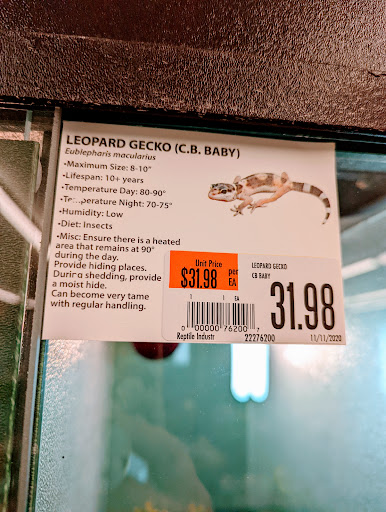 LEOPARD GECKO (C.B. BABY)
Eublepharis macularius
•Maximum Size: 8-10"
•Lifespan: 10+ years
•Temperature Day: 80-90°
•Te...perature Night: 70-75°
•Humidity: Low
•Diet: Insects
•Misc: Ensure there is a heated
area that remains at 90°
during the day.
Provide hiding places.
During shedding, provide
a moist hide.
Can become very tame
with regular handling.
Unit Price
$31.98 per
EA
LEOPARD GECKO
CB BABY
31.98
1 1 EA
0 00000 76200 7
Reptile Industr 22276200 11/11/2020